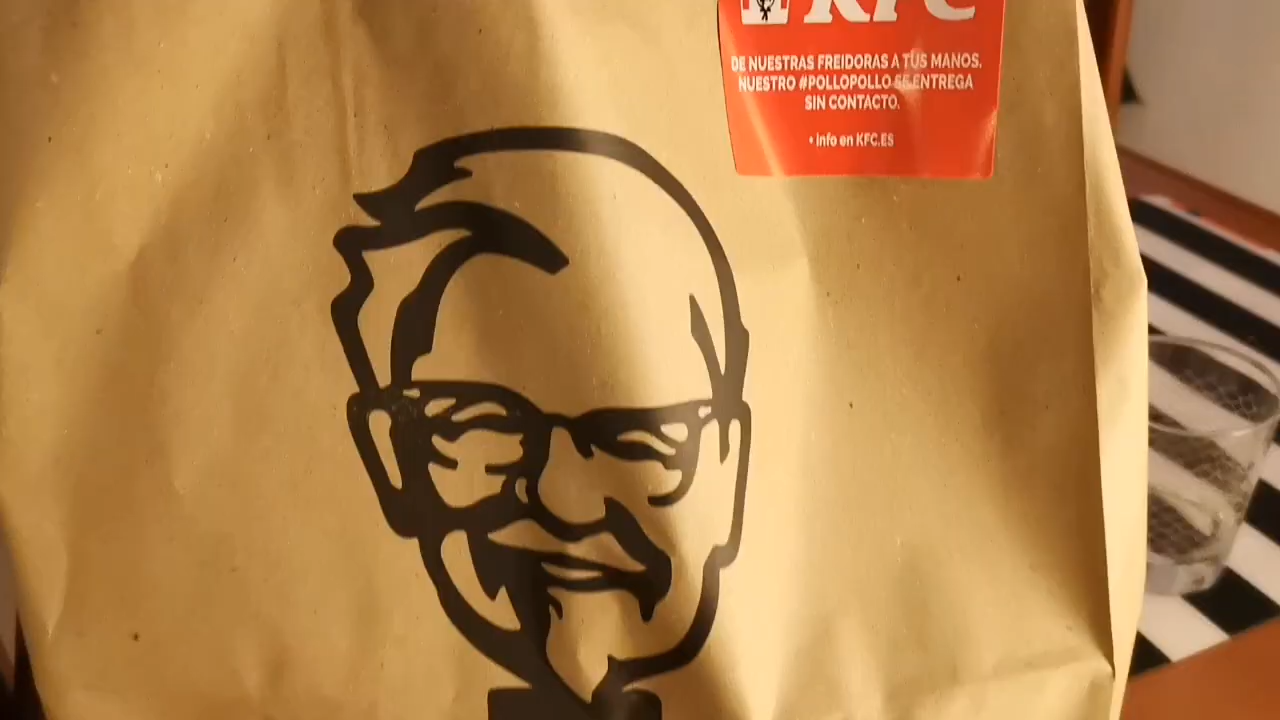 KFC
DE NUESTRAS FREIDORAS A TUS MANOS.
NUESTRO #POLLOPOLLO SE ENTREGA
SIN CONTACTO.
• Info en KFC.ES